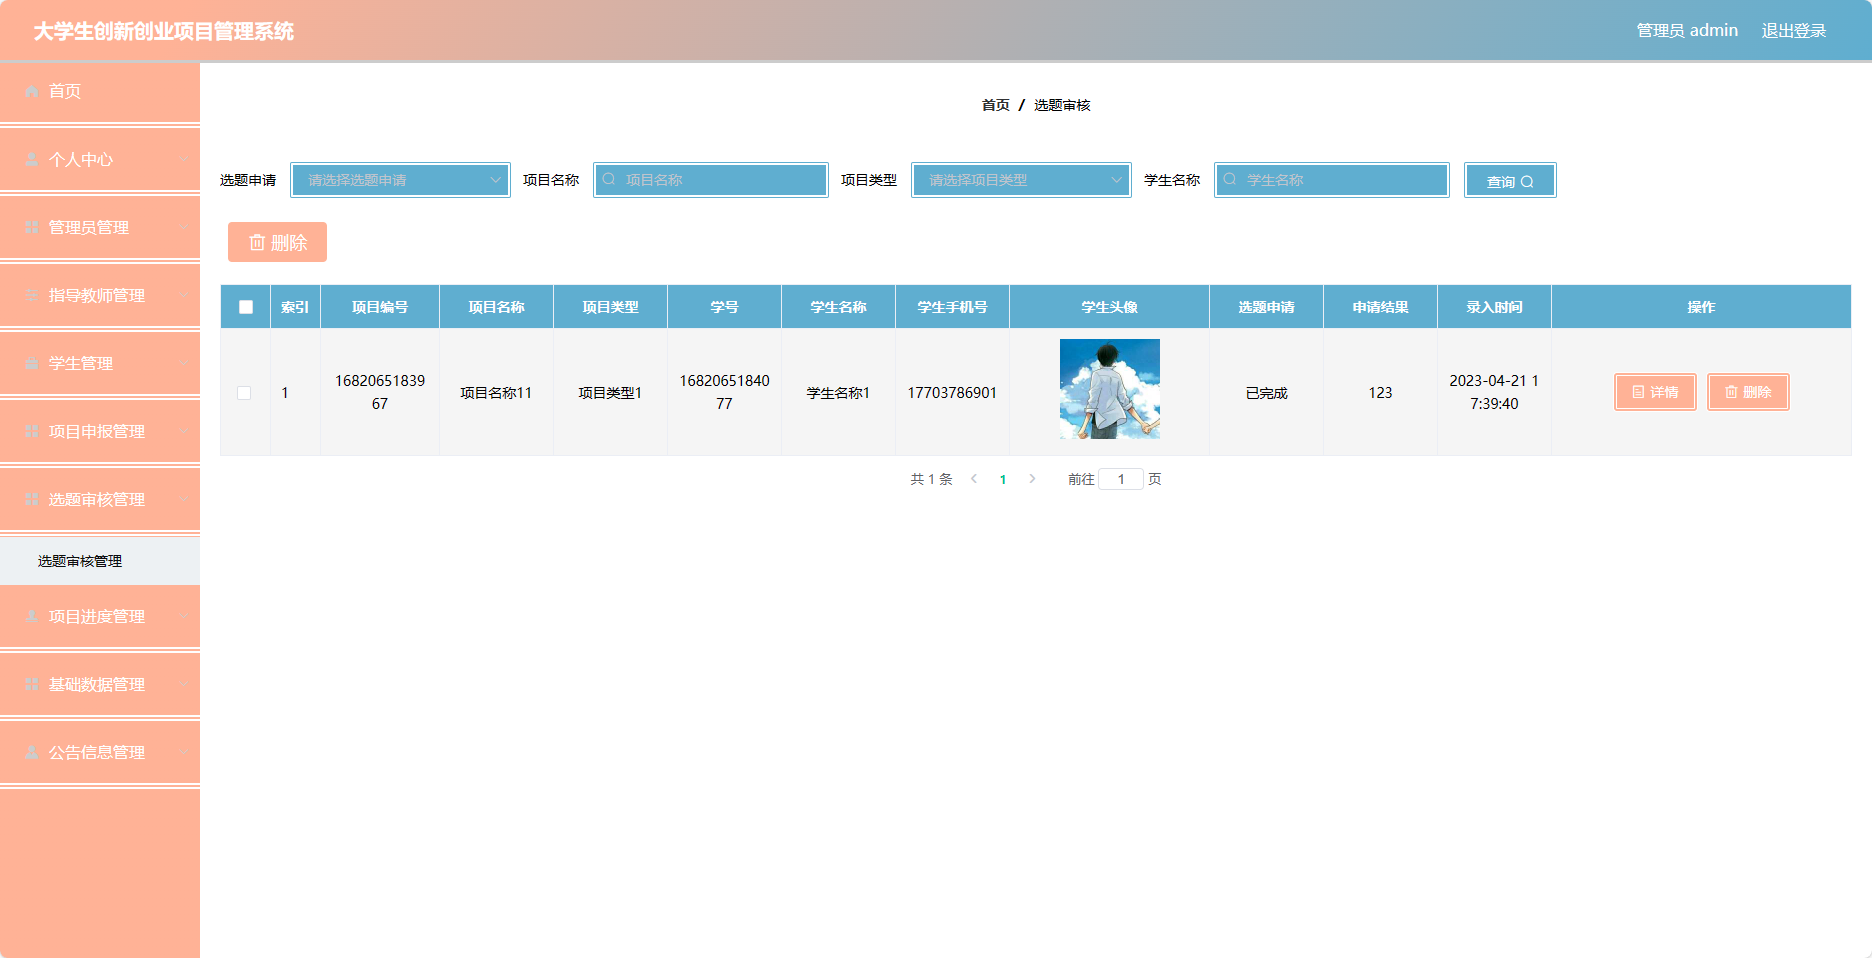 大学生创新创业项目管理系统
管理员 admin 退出登录
首页
个人中心
管理员管理
指导教师管理
学生管理
项目申报管理
选题审核管理
选题审核管理
项目进度管理
基础数据管理
公告信息管理
首页 / 选题审核
选题申请 请选择选题申请 项目名称 项目名称 项目类型 请选择项目类型 学生名称 学生名称 查询
删除
索引 项目编号 项目名称 项目类型 学号 学生名称 学生手机号 学生头像 选题申请 申请结果 录入时间 操作
1 16820651839 项目名称11 项目类型1 16820651840 学生名称1 17703786901 已完成 123 2023-04-21 1 详情 删除
67 77 7:39:40
共 1 条 1 前往 1 页